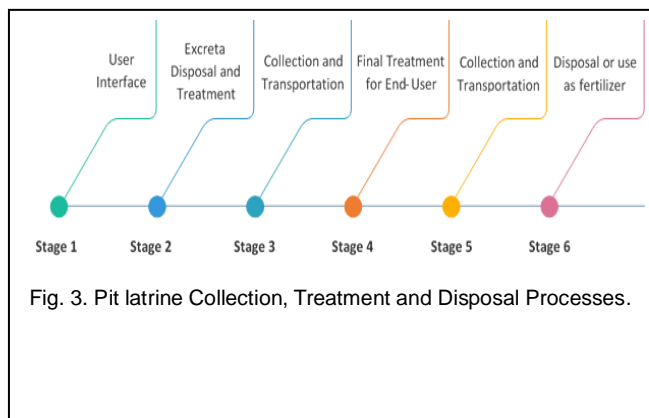 User
Interface
Excreta
Disposal and
Treatment
Collection and
Transportation
Final Treatment
for End-User
Collection and
Transportation
Disposal or use
as fertilizer
Stage 1
Stage 2
Stage 3
Stage 4
Stage 5
Stage 6
Fig. 3. Pit latrine Collection, Treatment and Disposal Processes.